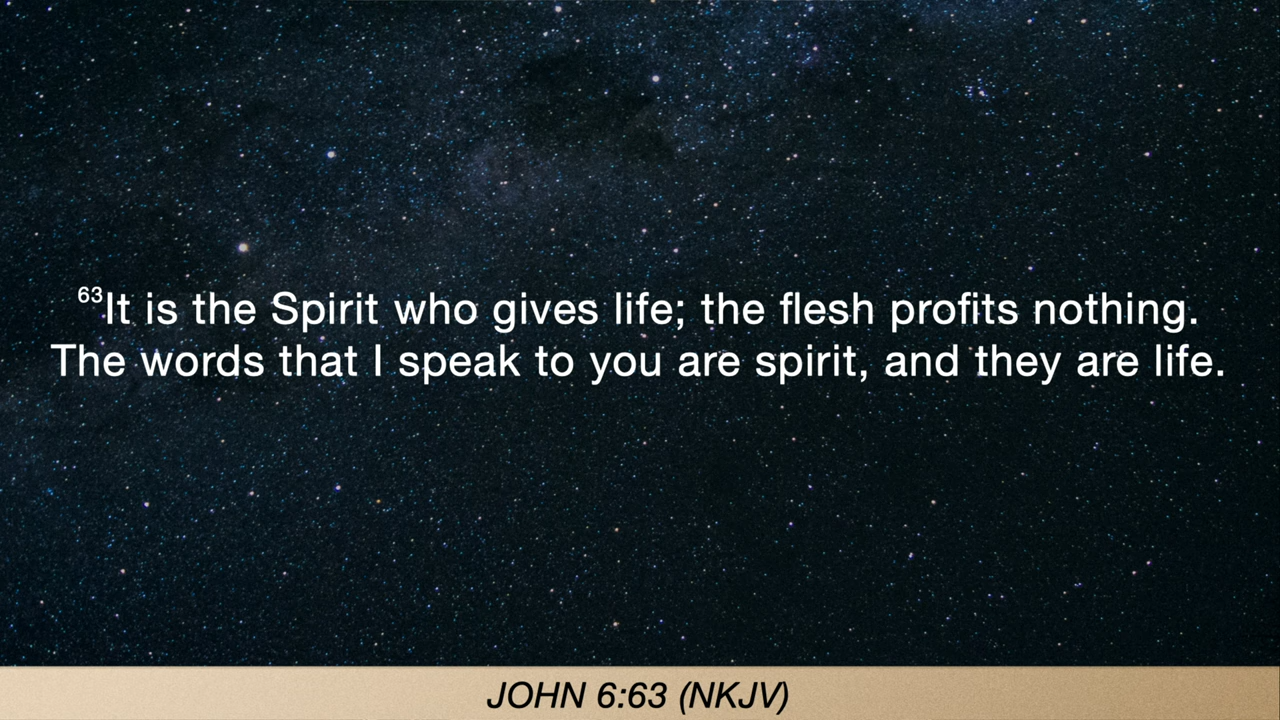 63It is the Spirit who gives life; the flesh profits nothing.
The words that I speak to you are spirit, and they are life.
JOHN 6:63 (NKJV)